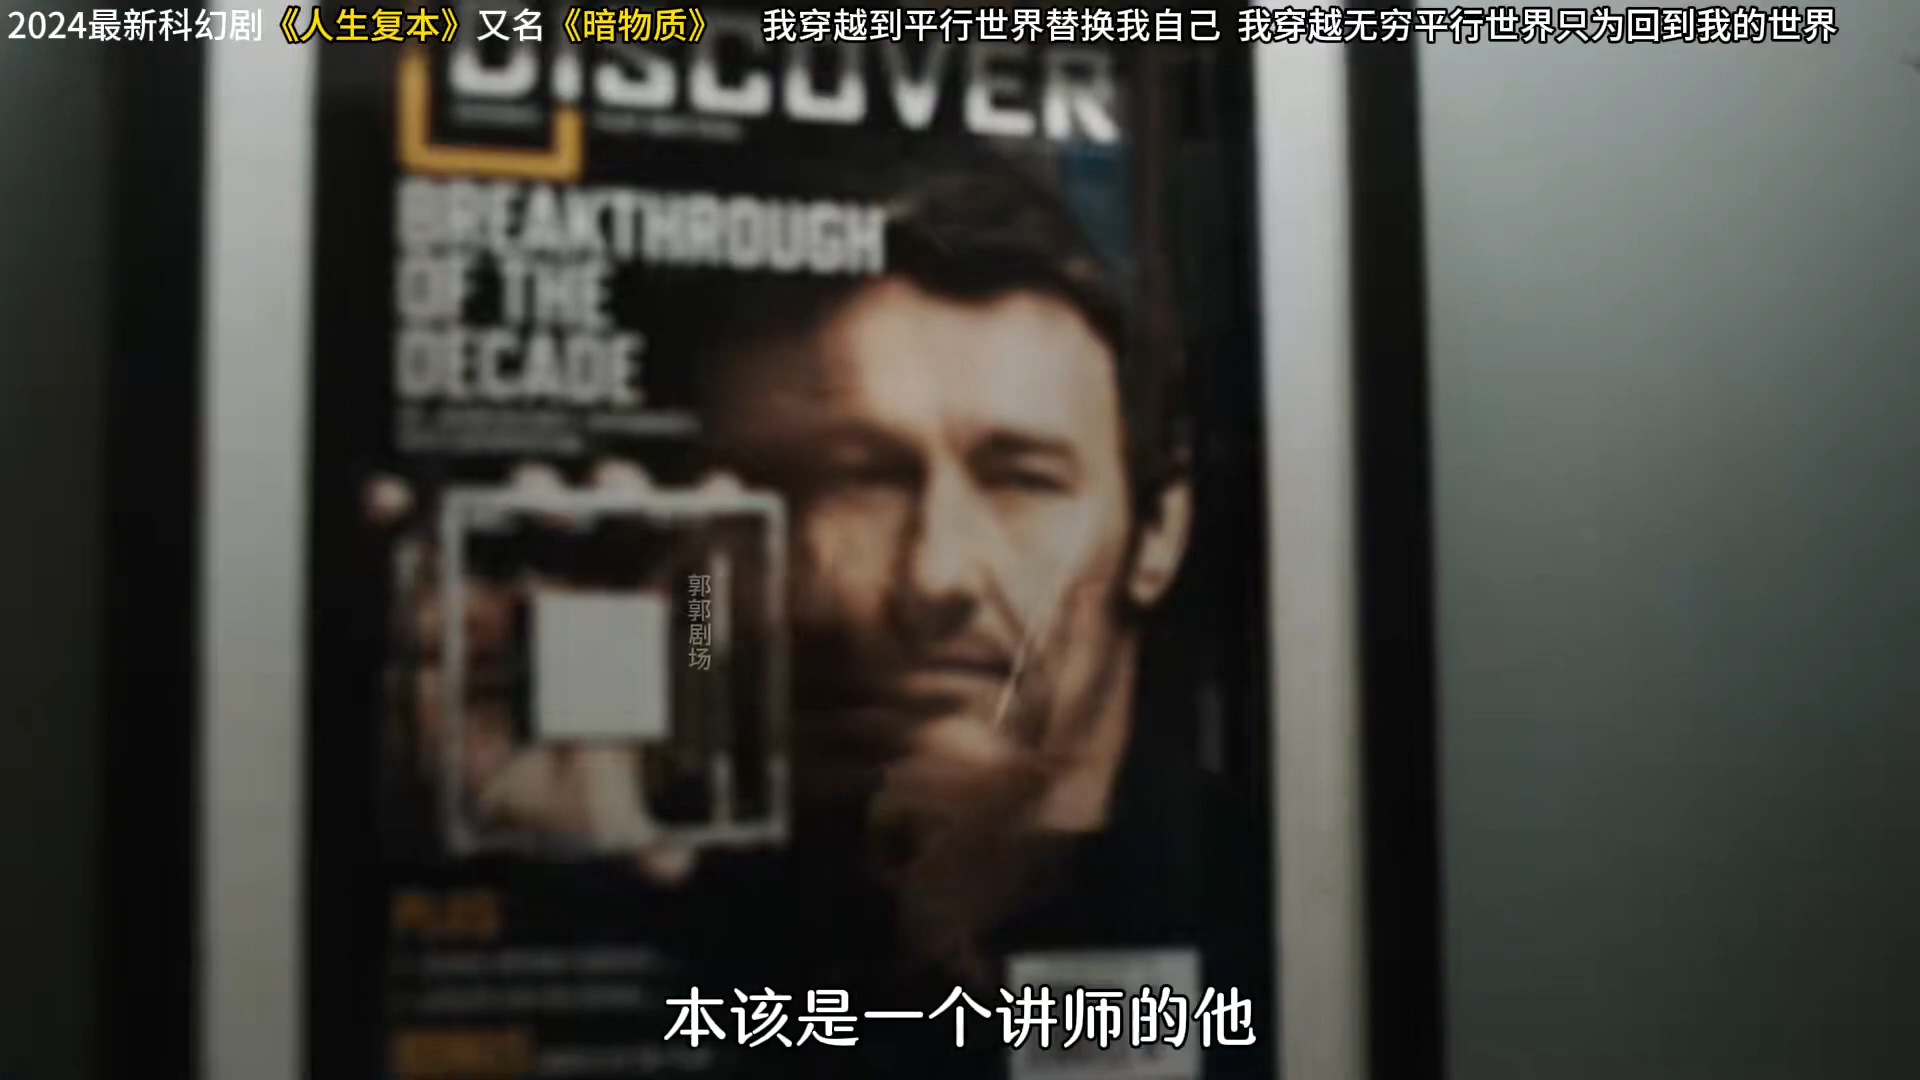 2024最新科幻剧《人生复本》又名《暗物质》 我穿越到平行世界替换我自己 我穿越无穷平行世界只为回到我的世界
DISCOVER
BREAKTHROUGH
OF THE
DECADE
郭郭剧场
PLUS
本该是一个讲师的他